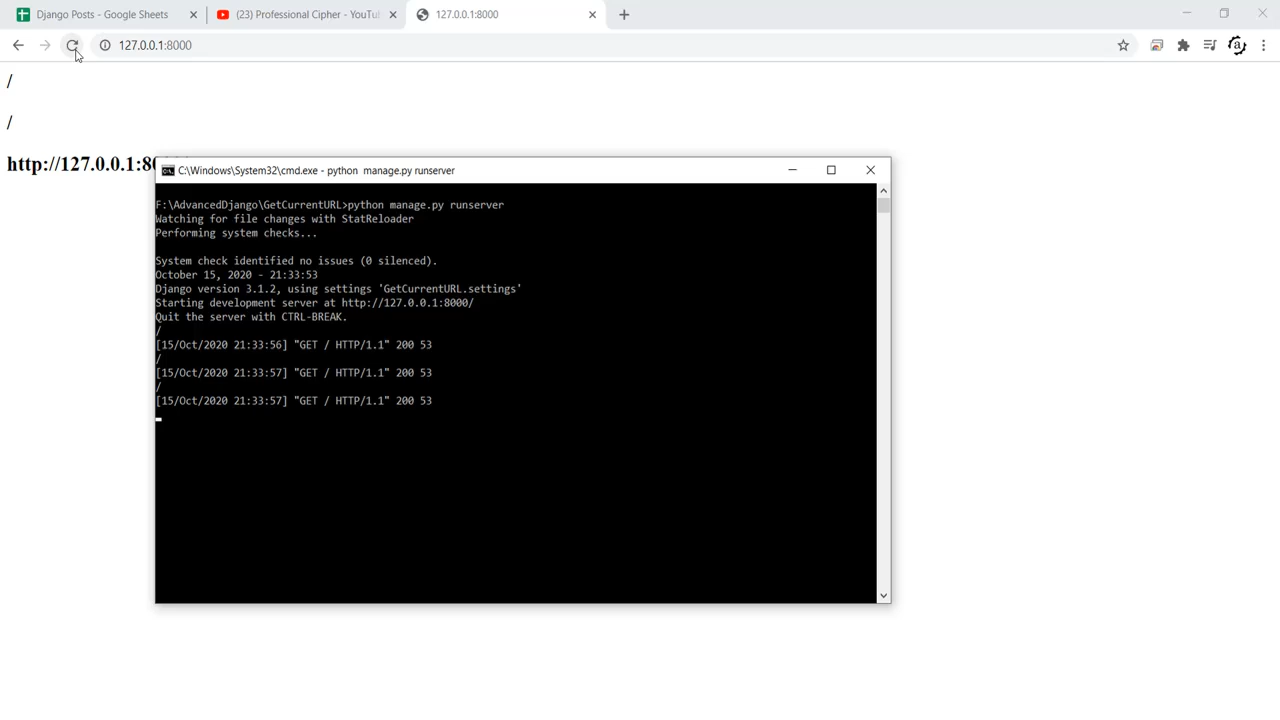 Django Posts - Google Sheets
(23) Professional Cipher - YouTu
127.0.0.1:8000
127.0.0.1:8000
/
/
http://127.0.0.1:80
C:\Windows\System32\cmd.exe - python  manage.py runserver
F:\AdvancedDjango\GetCurrentURL>python manage.py runserver
Watching for file changes with StatReloader
Performing system checks...
System check identified no issues (0 silenced).
October 15, 2020 - 21:33:53
Django version 3.1.2, using settings 'GetCurrentURL.settings'
Starting development server at http://127.0.0.1:8000/
Quit the server with CTRL-BREAK.
/
[15/Oct/2020 21:33:56] "GET / HTTP/1.1" 200 53
/
[15/Oct/2020 21:33:57] "GET / HTTP/1.1" 200 53
/
[15/Oct/2020 21:33:57] "GET / HTTP/1.1" 200 53